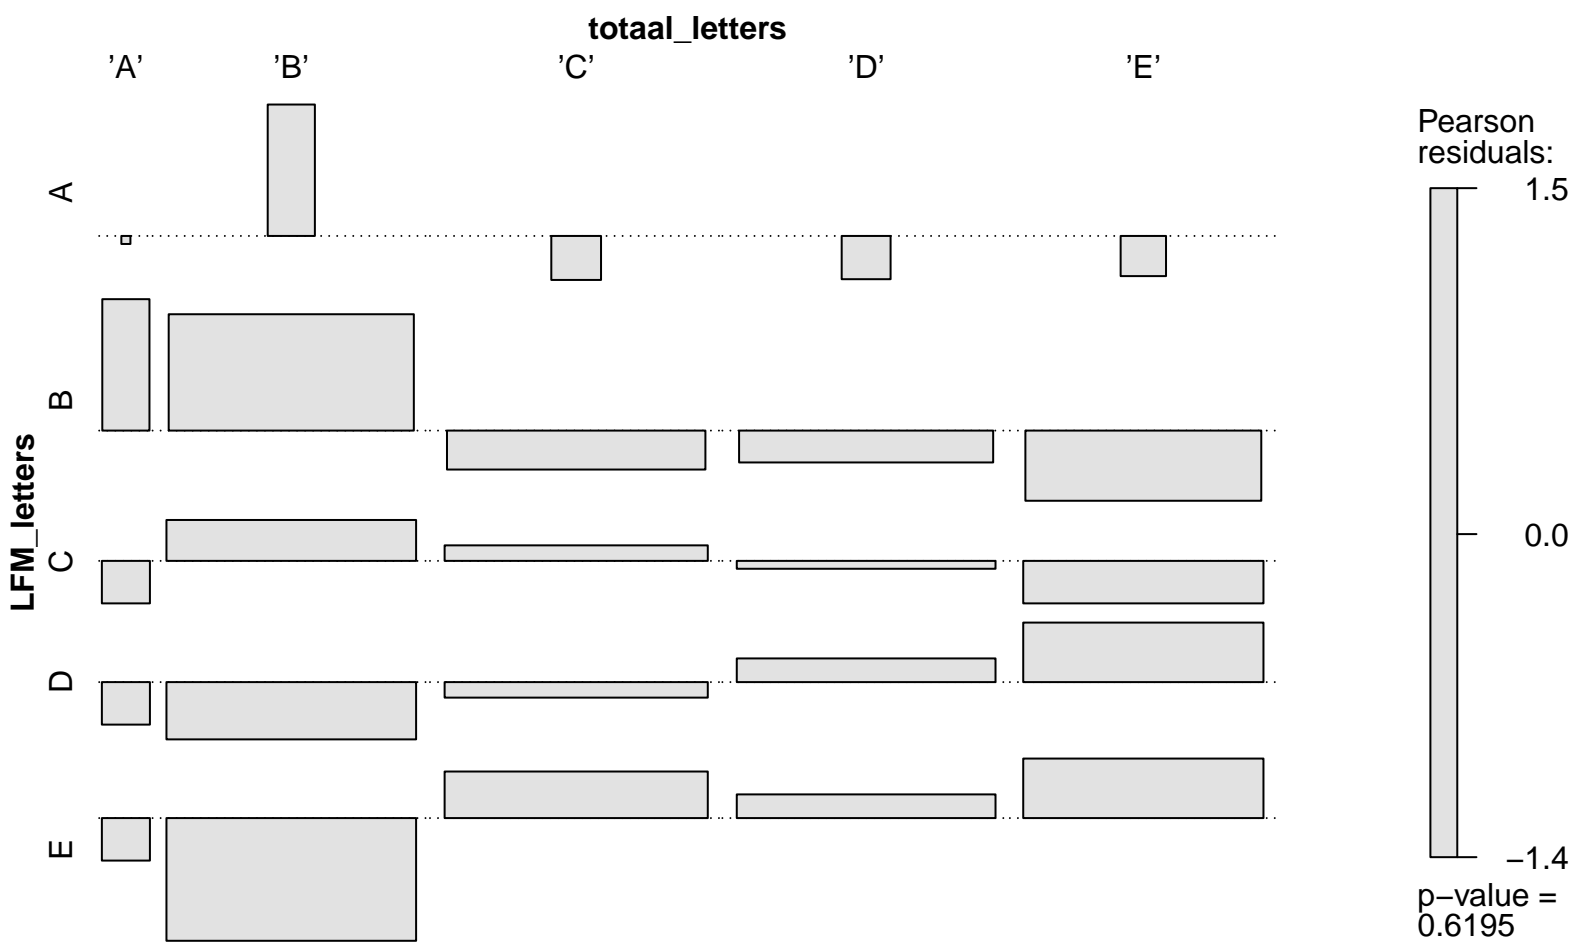 totaal_letters
’A’ ’B’ ’C’ ’D’ ’E’
LFM_letters
A
B
C
D
E
Pearson
residuals:
1.5
0.0
−1.4
p−value =
0.6195